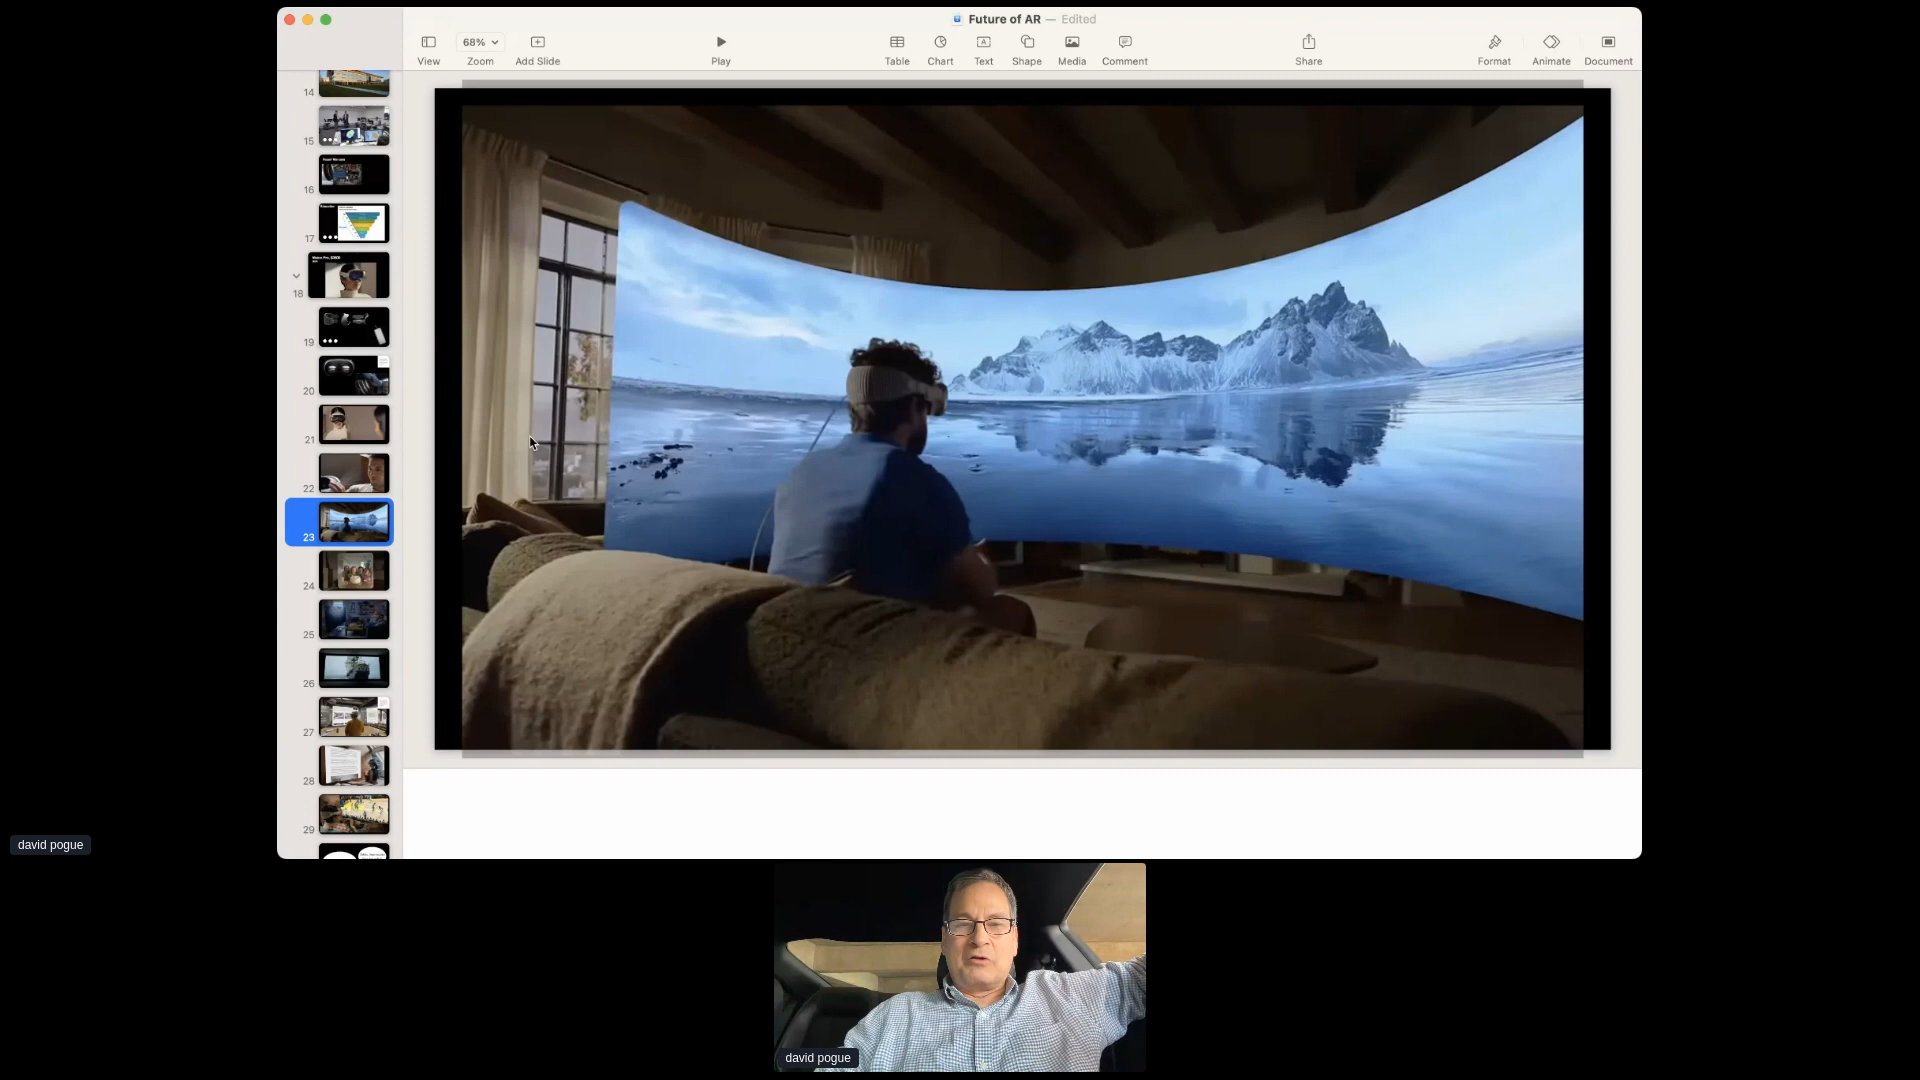 Future of AR — Edited
View
68%
Zoom
Add Slide
Play
Table
Chart
Text
Shape
Media
Comment
Share
Format
Animate
Document
14
15
16
17
18
19
20
21
22
23
24
25
26
27
28
29
david pogue
david pogue